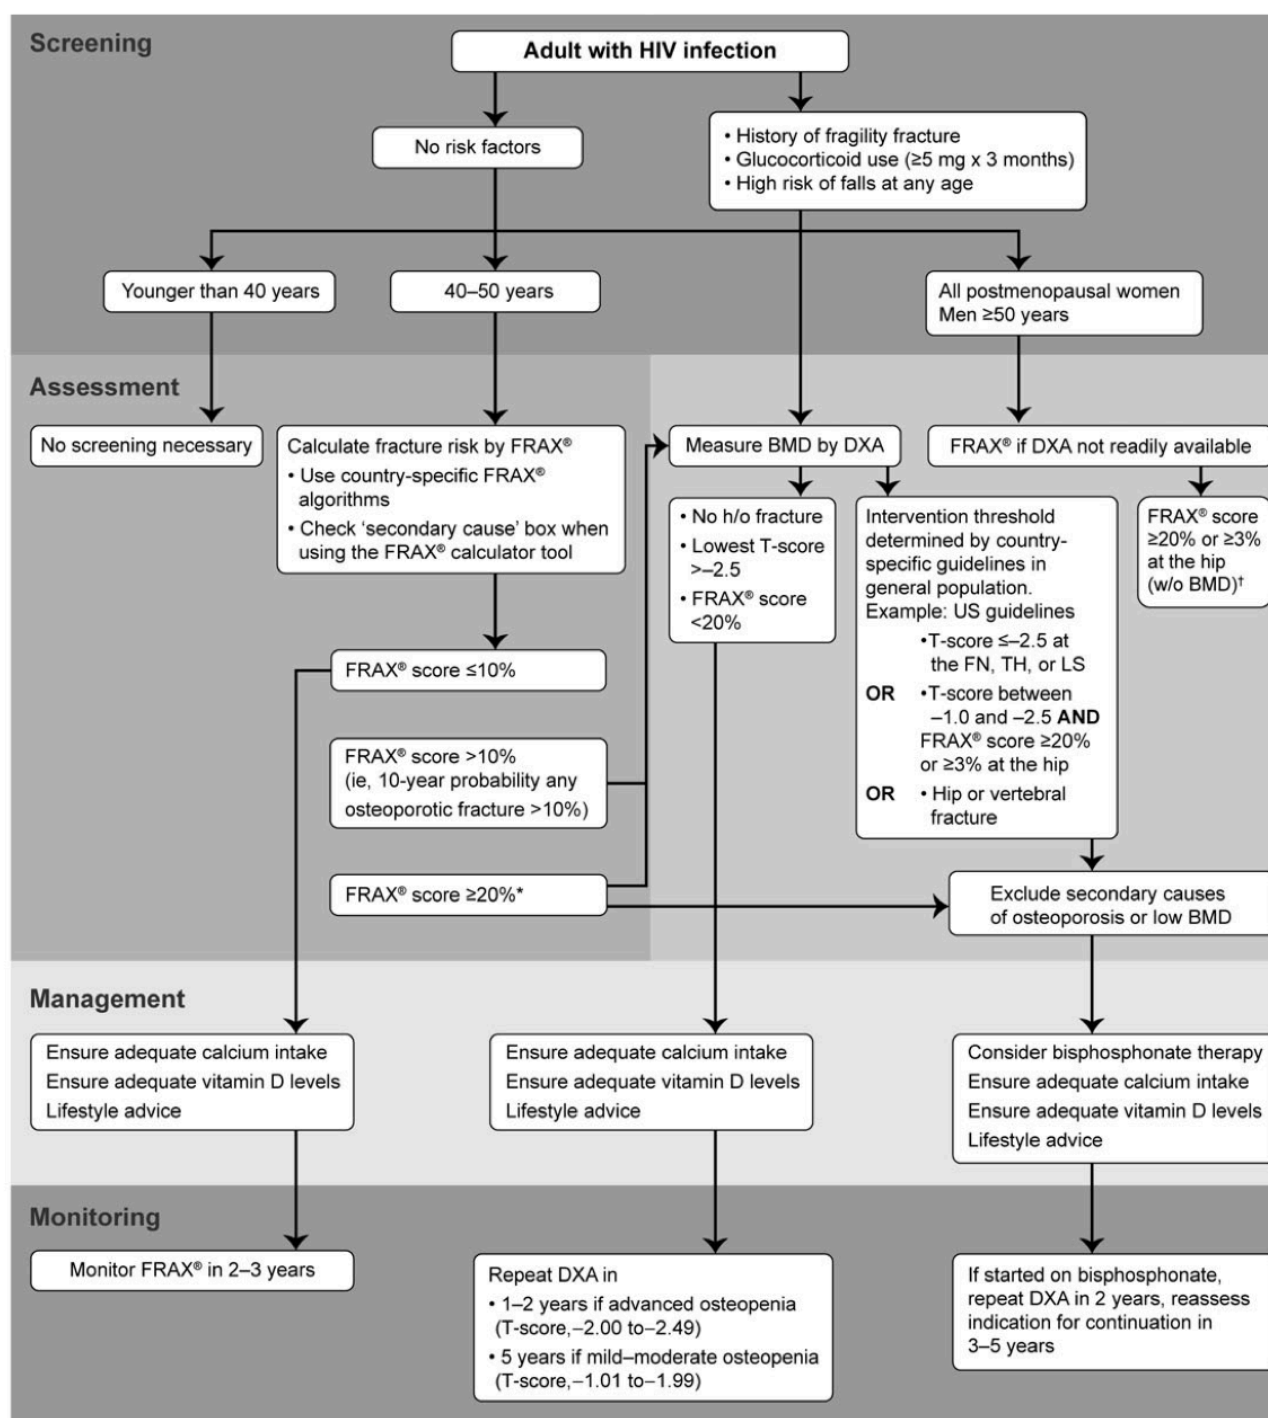 Screening
Adult with HIV infection
No risk factors
• History of fragility fracture
• Glucocorticoid use (≥5 mg x 3 months)
• High risk of falls at any age
Younger than 40 years
40–50 years
All postmenopausal women
Men ≥50 years
Assessment
No screening necessary
Calculate fracture risk by FRAX®
• Use country-specific FRAX®
algorithms
• Check ‘secondary cause’ box when
using the FRAX® calculator tool
Measure BMD by DXA
FRAX® if DXA not readily available
• No h/o fracture
• Lowest T-score
>–2.5
• FRAX® score
<20%
Intervention threshold
determined by country-
specific guidelines in
general population.
Example: US guidelines
•T-score ≤–2.5 at
the FN, TH, or LS
OR •T-score between
–1.0 and –2.5 AND
FRAX® score ≥20%
or ≥3% at the hip
OR • Hip or vertebral
fracture
FRAX® score
≥20% or ≥3%
at the hip
(w/o BMD)†
FRAX® score ≤10%
FRAX® score >10%
(ie, 10-year probability any
osteoporotic fracture >10%)
FRAX® score ≥20%*
Exclude secondary causes
of osteoporosis or low BMD
Management
Ensure adequate calcium intake
Ensure adequate vitamin D levels
Lifestyle advice
Ensure adequate calcium intake
Ensure adequate vitamin D levels
Lifestyle advice
Consider bisphosphonate therapy
Ensure adequate calcium intake
Ensure adequate vitamin D levels
Lifestyle advice
Monitoring
Monitor FRAX® in 2–3 years
Repeat DXA in
• 1–2 years if advanced osteopenia
(T-score,–2.00 to–2.49)
• 5 years if mild–moderate osteopenia
(T-score,–1.01 to–1.99)
If started on bisphosphonate,
repeat DXA in 2 years, reassess
indication for continuation in
3–5 years